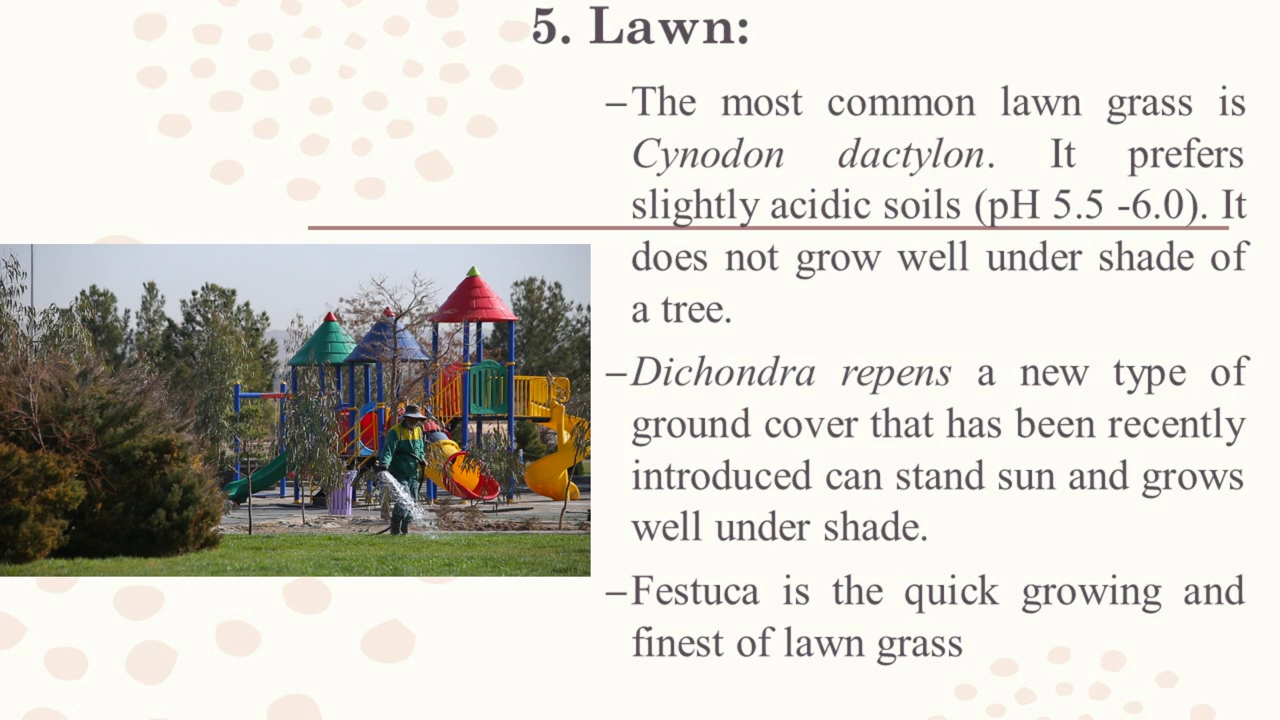 5. Lawn:
–The most common lawn grass is
Cynodon dactylon. It prefers
slightly acidic soils (pH 5.5 -6.0). It
does not grow well under shade of
a tree.
–Dichondra repens a new type of
ground cover that has been recently
introduced can stand sun and grows
well under shade.
–Festuca is the quick growing and
finest of lawn grass